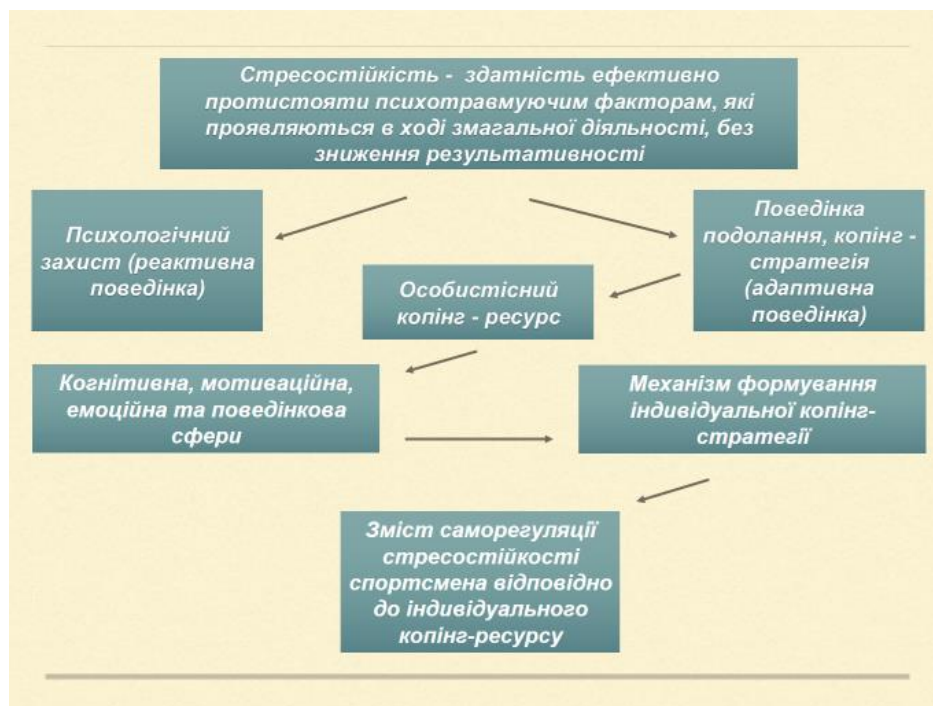 Стресостійкість - здатність ефективно
протистояти психотравмуючим факторам, які
проявляються в ході змагальної діяльності, без
зниження результативності
Психологічний
захист (реактивна
поведінка)
Поведінка
подолання, копінг -
стратегія
(адаптивна
поведінка)
Особистісний
копінг - ресурс
Когнітивна, мотиваційна,
емоційна та поведінкова
сфери
Механізм формування
індивідуальної копінг-
стратегії
Зміст саморегуляції
стресостійкості
спортсмена відповідно
до індивідуального
копінг-ресурсу